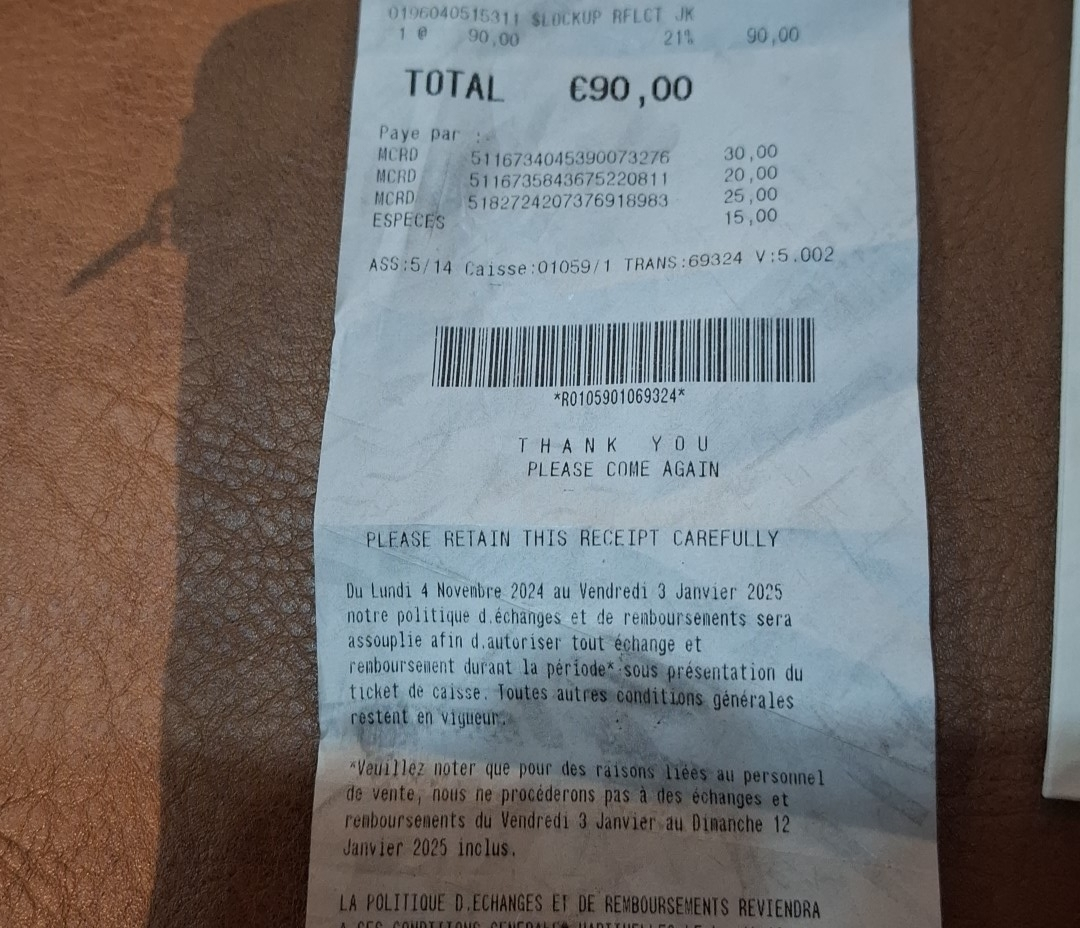 0196040515311 $LOCKUP RFLCT JK
1 @ 90,00 21% 90,00
TOTAL €90,00
Paye par :
MCRD 5116734045390073276 30,00
MCRD 5116735843675220811 20,00
MCRD 5182724207376918983 25,00
ESPECES 15,00
ASS:5/14 Caisse:01059/1 TRANS:69324 V:5.002
*R0105901069324*
THANK YOU
PLEASE COME AGAIN
PLEASE RETAIN THIS RECEIPT CAREFULLY
Du Lundi 4 Novembre 2024 au Vendredi 3 Janvier 2025
notre politique d.échanges et de remboursements sera
assouplie afin d.autoriser tout échange et
remboursement durant la période* sous présentation du
ticket de caisse. Toutes autres conditions générales
restent en vigueur.
*Veuillez noter que pour des raisons liées au personnel
de vente, nous ne procéderons pas à des échanges et
remboursements du Vendredi 3 Janvier au Dimanche 12
Janvier 2025 inclus.
LA POLITIQUE D.ECHANGES ET DE REMBOURSEMENTS REVIENDRA
A SES CONDITIONS GENERALES HABITUELLES